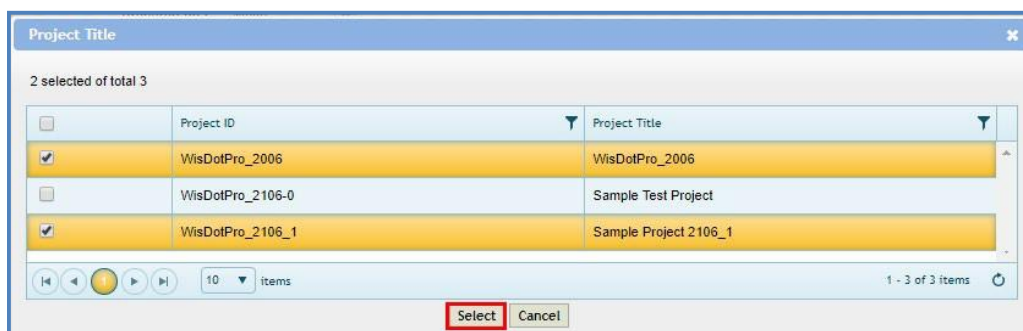 Project Title
2 selected of total 3
Project ID Project Title
WisDotPro_2006 WisDotPro_2006
WisDotPro_2106-0 Sample Test Project
WisDotPro_2106_1 Sample Project 2106_1
1 10 items 1 - 3 of 3 items
Select Cancel